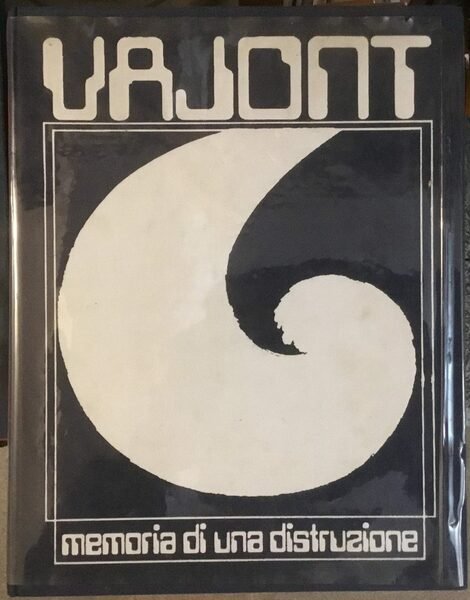 VAJONT
memoria di una distruzione